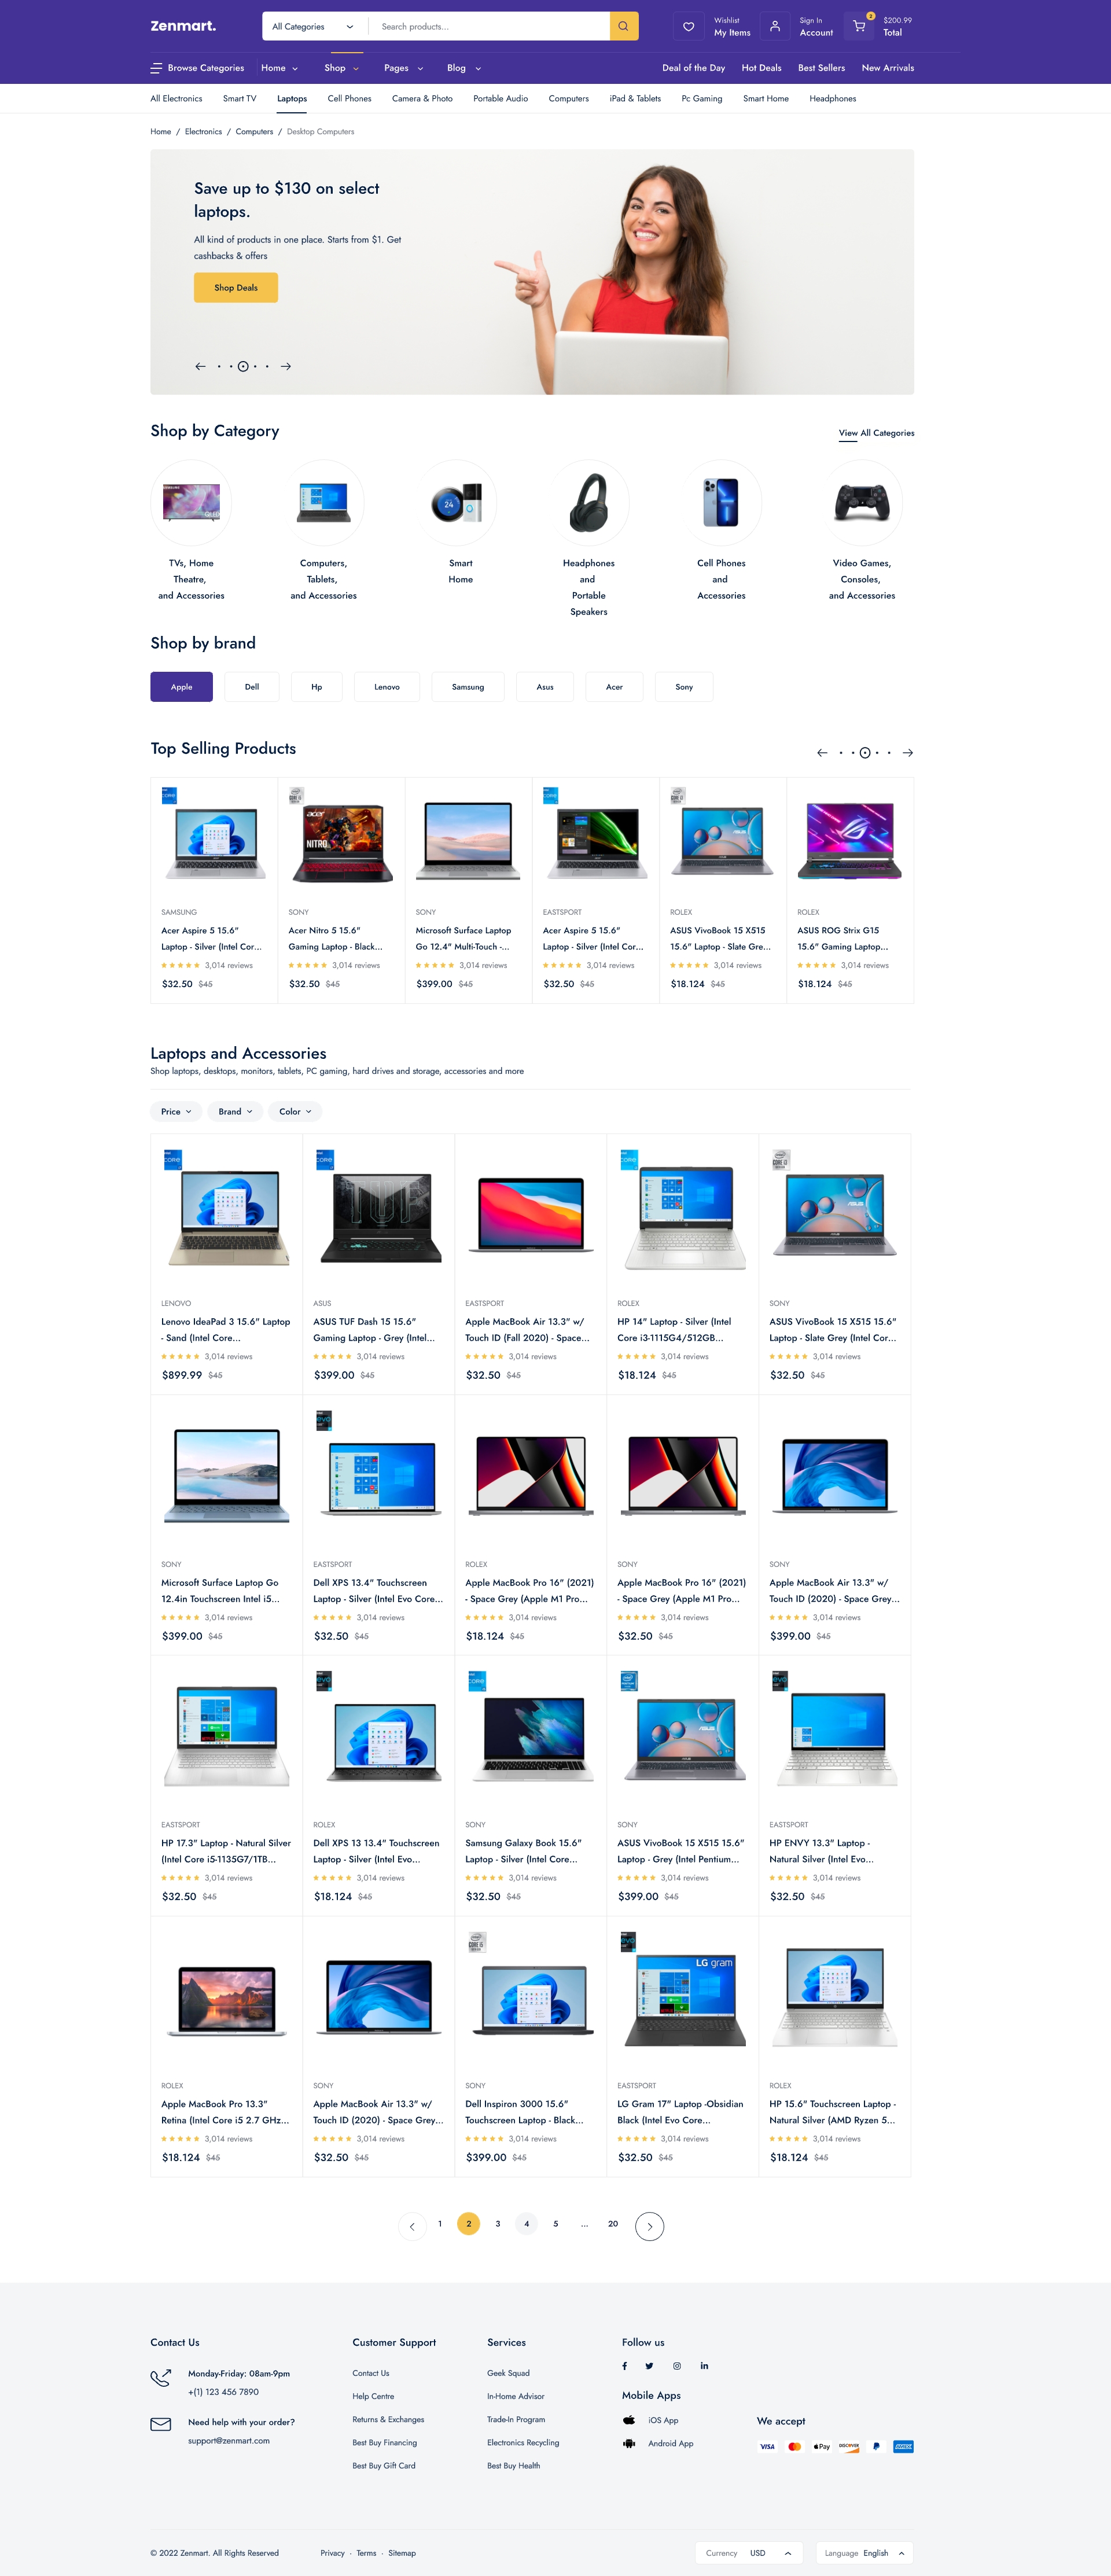 Zenmart.
All Categories
Search products...
Wishlist
My Items
Sign In
Account
2
$200.99
Total
Browse Categories
Home
Shop
Pages
Blog
Deal of the Day
Hot Deals
Best Sellers
New Arrivals
All Electronics
Smart TV
Laptops
Cell Phones
Camera & Photo
Portable Audio
Computers
iPad & Tablets
Pc Gaming
Smart Home
Headphones
Home / Electronics / Computers / Desktop Computers
Save up to $130 on select
laptops.
All kind of products in one place. Starts from $1. Get
cashbacks & offers
Shop Deals
Shop by Category
View All Categories
QLED
24
TVs, Home
Theatre,
and Accessories
Computers,
Tablets,
and Accessories
Smart
Home
Headphones
and
Portable
Speakers
Cell Phones
and
Accessories
Video Games,
Consoles,
and Accessories
Shop by brand
Apple
Dell
Hp
Lenovo
Samsung
Asus
Acer
Sony
Top Selling Products
CORE
acer
NITRO
CORE
SAMSUNG
Acer Aspire 5 15.6"
Laptop - Silver (Intel Cor...
3,014 reviews
$32.50 $45
SONY
Acer Nitro 5 15.6"
Gaming Laptop - Black...
3,014 reviews
$32.50 $45
SONY
Microsoft Surface Laptop
Go 12.4" Multi-Touch -...
3,014 reviews
$399.00 $45
EASTSPORT
Acer Aspire 5 15.6"
Laptop - Silver (Intel Cor...
3,014 reviews
$32.50 $45
ROLEX
ASUS VivoBook 15 X515
15.6" Laptop - Slate Gre...
3,014 reviews
$18.124 $45
ROLEX
ASUS ROG Strix G15
15.6" Gaming Laptop...
3,014 reviews
$18.124 $45
Laptops and Accessories
Shop laptops, desktops, monitors, tablets, PC gaming, hard drives and storage, accessories and more
Price
Brand
Color
CORE
CORE
CORE
CORE i3
ASUS
LENOVO
Lenovo IdeaPad 3 15.6" Laptop
- Sand (Intel Core...
3,014 reviews
$899.99 $45
ASUS
ASUS TUF Dash 15 15.6"
Gaming Laptop - Grey (Intel...
3,014 reviews
$399.00 $45
EASTSPORT
Apple MacBook Air 13.3" w/
Touch ID (Fall 2020) - Space...
3,014 reviews
$32.50 $45
ROLEX
HP 14" Laptop - Silver (Intel
Core i3-1115G4/512GB...
3,014 reviews
$18.124 $45
SONY
ASUS VivoBook 15 X515 15.6"
Laptop - Slate Grey (Intel Cor...
3,014 reviews
$32.50 $45
evo
SONY
Microsoft Surface Laptop Go
12.4in Touchscreen Intel i5...
3,014 reviews
$399.00 $45
EASTSPORT
Dell XPS 13.4" Touchscreen
Laptop - Silver (Intel Evo Core...
3,014 reviews
$32.50 $45
ROLEX
Apple MacBook Pro 16" (2021)
- Space Grey (Apple M1 Pro...
3,014 reviews
$18.124 $45
SONY
Apple MacBook Pro 16" (2021)
- Space Grey (Apple M1 Pro...
3,014 reviews
$32.50 $45
SONY
Apple MacBook Air 13.3" w/
Touch ID (2020) - Space Grey...
3,014 reviews
$399.00 $45
evo
CORE
ASUS
evo
EASTSPORT
HP 17.3" Laptop - Natural Silver
(Intel Core i5-1135G7/1TB...
3,014 reviews
$32.50 $45
ROLEX
Dell XPS 13 13.4" Touchscreen
Laptop - Silver (Intel Evo...
3,014 reviews
$18.124 $45
SONY
Samsung Galaxy Book 15.6"
Laptop - Silver (Intel Core...
3,014 reviews
$32.50 $45
SONY
ASUS VivoBook 15 X515 15.6"
Laptop - Grey (Intel Pentium...
3,014 reviews
$399.00 $45
EASTSPORT
HP ENVY 13.3" Laptop -
Natural Silver (Intel Evo...
3,014 reviews
$32.50 $45
CORE i5
evo
LG gram
ROLEX
Apple MacBook Pro 13.3"
Retina (Intel Core i5 2.7 GHz...
3,014 reviews
$18.124 $45
SONY
Apple MacBook Air 13.3" w/
Touch ID (2020) - Space Grey...
3,014 reviews
$32.50 $45
SONY
Dell Inspiron 3000 15.6"
Touchscreen Laptop - Black...
3,014 reviews
$399.00 $45
EASTSPORT
LG Gram 17" Laptop -Obsidian
Black (Intel Evo Core...
3,014 reviews
$32.50 $45
ROLEX
HP 15.6" Touchscreen Laptop -
Natural Silver (AMD Ryzen 5...
3,014 reviews
$18.124 $45
1 2 3 4 5 ... 20
Contact Us
Monday-Friday: 08am-9pm
+(1) 123 456 7890
Need help with your order?
support@zenmart.com
Customer Support
Contact Us
Help Centre
Returns & Exchanges
Best Buy Financing
Best Buy Gift Card
Services
Geek Squad
In-Home Advisor
Trade-In Program
Electronics Recycling
Best Buy Health
Follow us
Mobile Apps
iOS App
Android App
We accept
VISA
Pay
DISCOVER
AMEX
© 2022 Zenmart. All Rights Reserved
Privacy - Terms - Sitemap
Currency USD
Language English